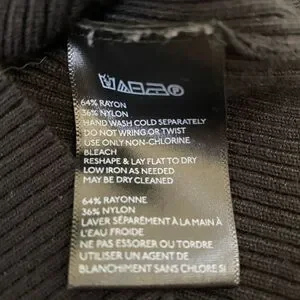 64% RAYON
36% NYLON
HAND WASH COLD SEPARATELY
DO NOT WRING OR TWIST
USE ONLY NON-CHLORINE
BLEACH
RESHAPE & LAY FLAT TO DRY
LOW IRON AS NEEDED
MAY BE DRY CLEANED
64% RAYONNE
36% NYLON
LAVER SÉPARÉMENT À LA MAIN À
L'EAU FROIDE
NE PAS ESSORER OU TORDRE
UTILISER UN AGENT DE
BLANCHIMENT SANS CHLORE SI